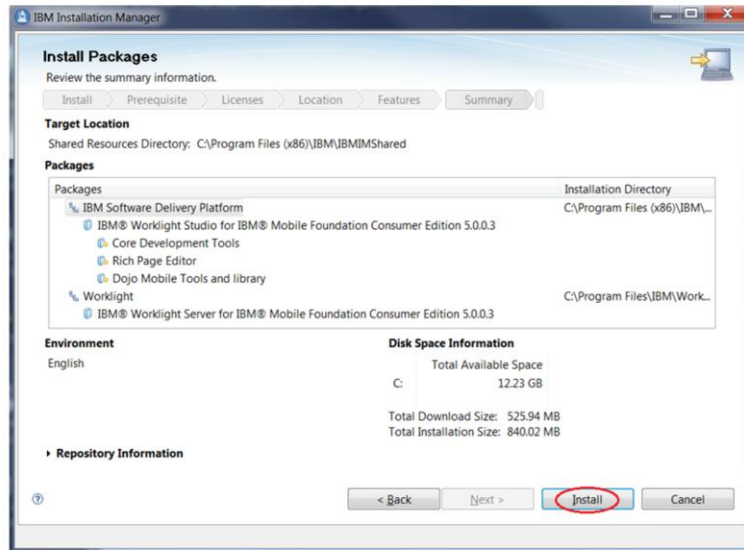 IBM Installation Manager
Install Packages
Review the summary information.
Install Prerequisite Licenses Location Features Summary
Target Location
Shared Resources Directory: C:\Program Files (x86)\IBM\IBMIMShared
Packages
Packages Installation Directory
IBM Software Delivery Platform C:\Program Files (x86)\IBM\...
IBM® Worklight Studio for IBM® Mobile Foundation Consumer Edition 5.0.0.3
Core Development Tools
Rich Page Editor
Dojo Mobile Tools and library
Worklight C:\Program Files\IBM\Work...
IBM® Worklight Server for IBM® Mobile Foundation Consumer Edition 5.0.0.3
Environment Disk Space Information
English Total Available Space
C: 12.23 GB
Total Download Size: 525.94 MB
Total Installation Size: 840.02 MB
Repository Information
? < Back Next > Install Cancel